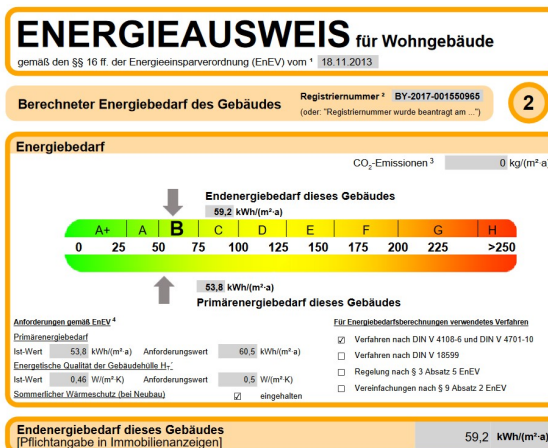 ENERGIEAUSWEIS für Wohngebäude
gemäß den §§ 16 ff. der Energieeinsparverordnung (EnEV) vom ¹ 18.11.2013
Berechneter Energiebedarf des Gebäudes
Registriernummer ² BY-2017-001550965
(oder: "Registriernummer wurde beantragt am ...")
2
Energiebedarf
CO₂-Emissionen ³ 0 kg/(m²·a)
Endenergiebedarf dieses Gebäudes
59,2 kWh/(m²·a)
A+ A B C D E F G H
0 25 50 75 100 125 150 175 200 225 >250
53,8 kWh/(m²·a)
Primärenergiebedarf dieses Gebäudes
Anforderungen gemäß EnEV ⁴
Primärenergiebedarf
Ist-Wert 53,8 kWh/(m²·a) Anforderungswert 60,5 kWh/(m²·a)
Energetische Qualität der Gebäudehülle H_T'
Ist-Wert 0,46 W/(m²·K) Anforderungswert 0,5 W/(m²·K)
Sommerlicher Wärmeschutz (bei Neubau) ☑ eingehalten
Für Energiebedarfsberechnungen verwendetes Verfahren
☑ Verfahren nach DIN V 4108-6 und DIN V 4701-10
☐ Verfahren nach DIN V 18599
☐ Regelung nach § 3 Absatz 5 EnEV
☐ Vereinfachungen nach § 9 Absatz 2 EnEV
Endenergiebedarf dieses Gebäudes
[Pflichtangabe in Immobilienanzeigen]
59,2 kWh/(m²·a)